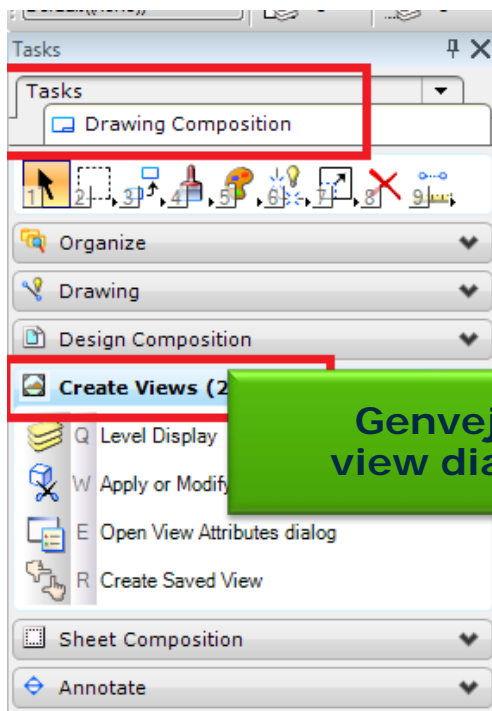 Tasks
Tasks
Drawing Composition
1 2 3 4 5 6 7 8 9
Organize
Drawing
Design Composition
Create Views (2
Q Level Display
W Apply or Modify
E Open View Attributes dialog
R Create Saved View
Genvej
view dia
Sheet Composition
Annotate